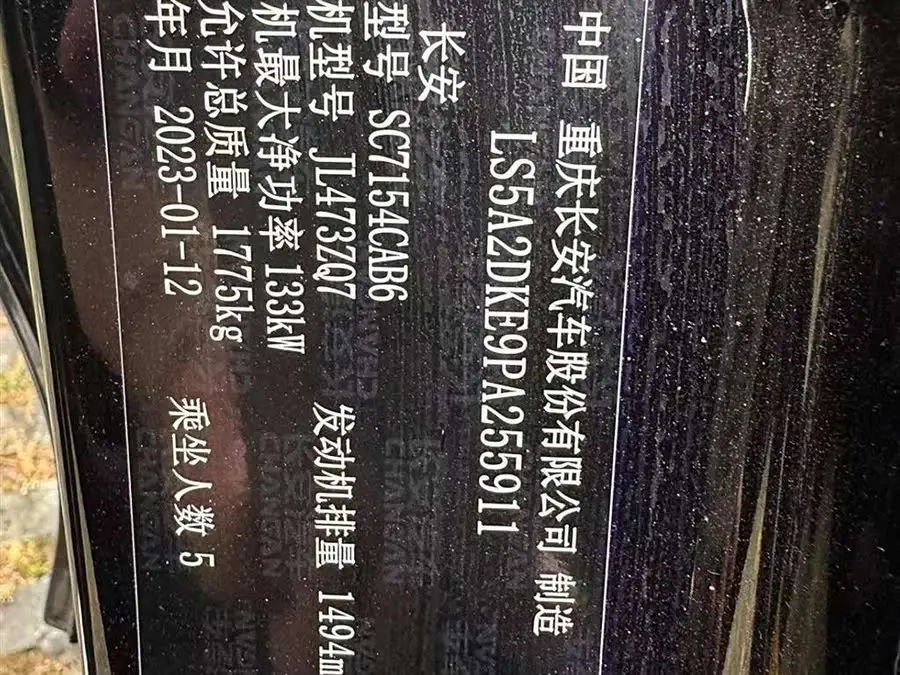 中国 重庆长安汽车股份有限公司 制造
LS5A2DKE9PA255911
长安
型号 SC7154CAB6
机型号 JL473ZQ7 发动机排量 1494m
机最大净功率 133kW
允许总质量 1775kg
年月 2023-01-12 乘坐人数 5